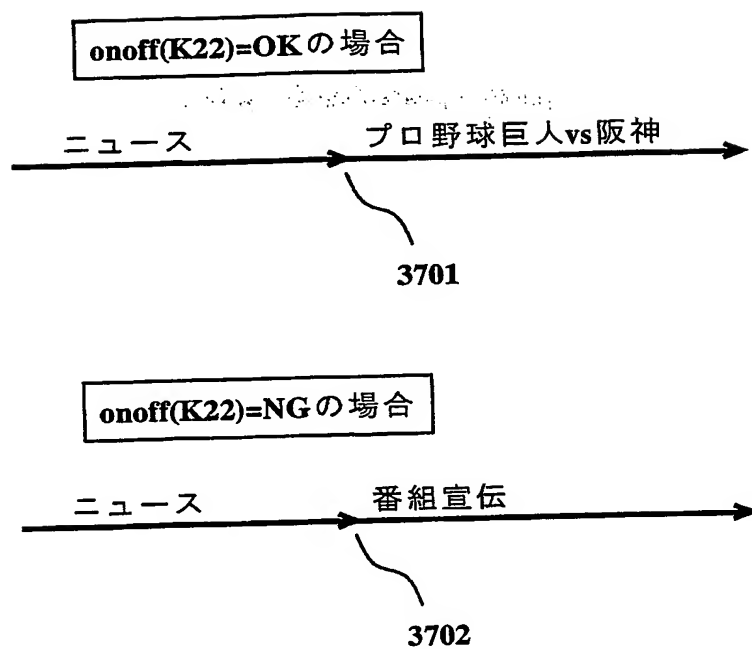 onoff(K22)=OKの場合
ニュース プロ野球巨人vs阪神
3701
onoff(K22)=NGの場合
ニュース 番組宣伝
3702